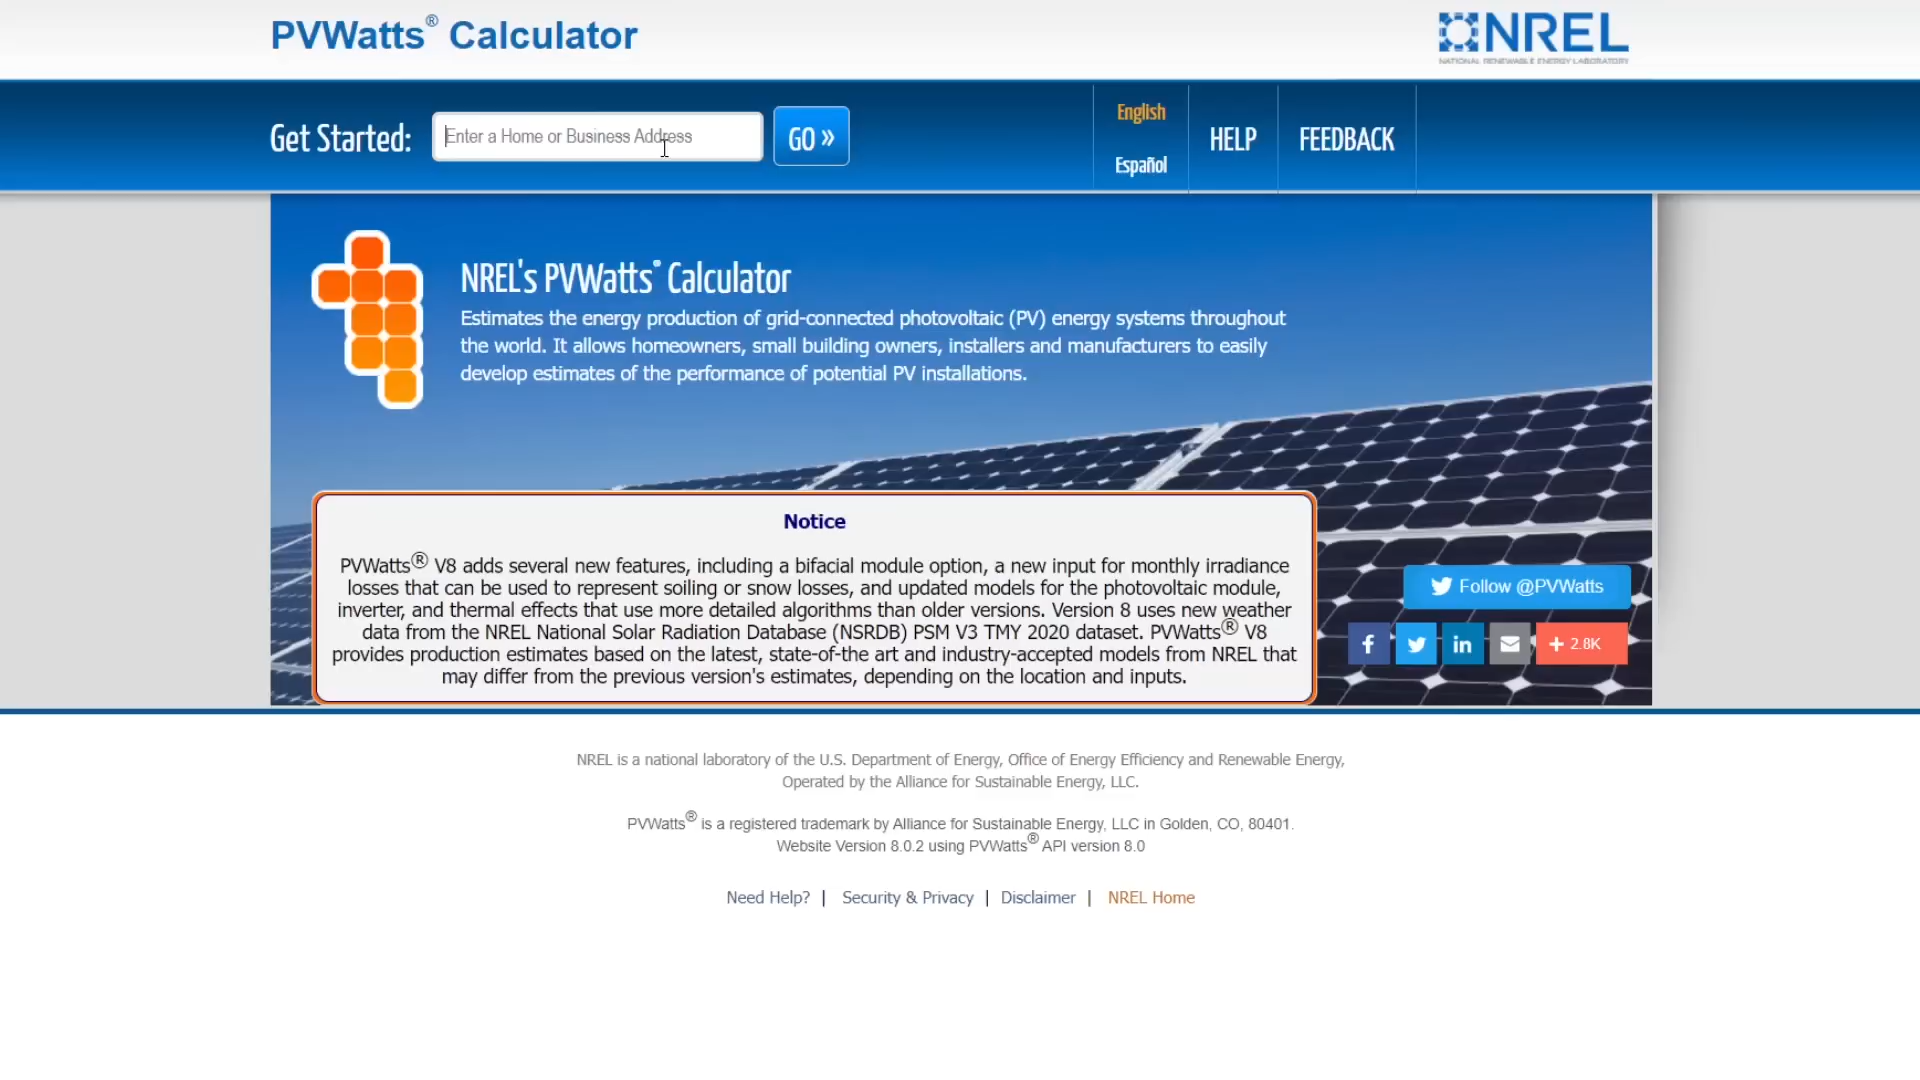 PVWatts® Calculator
NREL
NATIONAL RENEWABLE ENERGY LABORATORY
Get Started:
Enter a Home or Business Address
GO »
English
Español
HELP
FEEDBACK
NREL's PVWatts® Calculator
Estimates the energy production of grid-connected photovoltaic (PV) energy systems throughout
the world. It allows homeowners, small building owners, installers and manufacturers to easily
develop estimates of the performance of potential PV installations.
Notice
PVWatts® V8 adds several new features, including a bifacial module option, a new input for monthly irradiance
losses that can be used to represent soiling or snow losses, and updated models for the photovoltaic module,
inverter, and thermal effects that use more detailed algorithms than older versions. Version 8 uses new weather
data from the NREL National Solar Radiation Database (NSRDB) PSM V3 TMY 2020 dataset. PVWatts® V8
provides production estimates based on the latest, state-of-the art and industry-accepted models from NREL that
may differ from the previous version's estimates, depending on the location and inputs.
Follow @PVWatts
2.8K
NREL is a national laboratory of the U.S. Department of Energy, Office of Energy Efficiency and Renewable Energy,
Operated by the Alliance for Sustainable Energy, LLC.
PVWatts® is a registered trademark by Alliance for Sustainable Energy, LLC in Golden, CO, 80401.
Website Version 8.0.2 using PVWatts® API version 8.0
Need Help? | Security & Privacy | Disclaimer | NREL Home